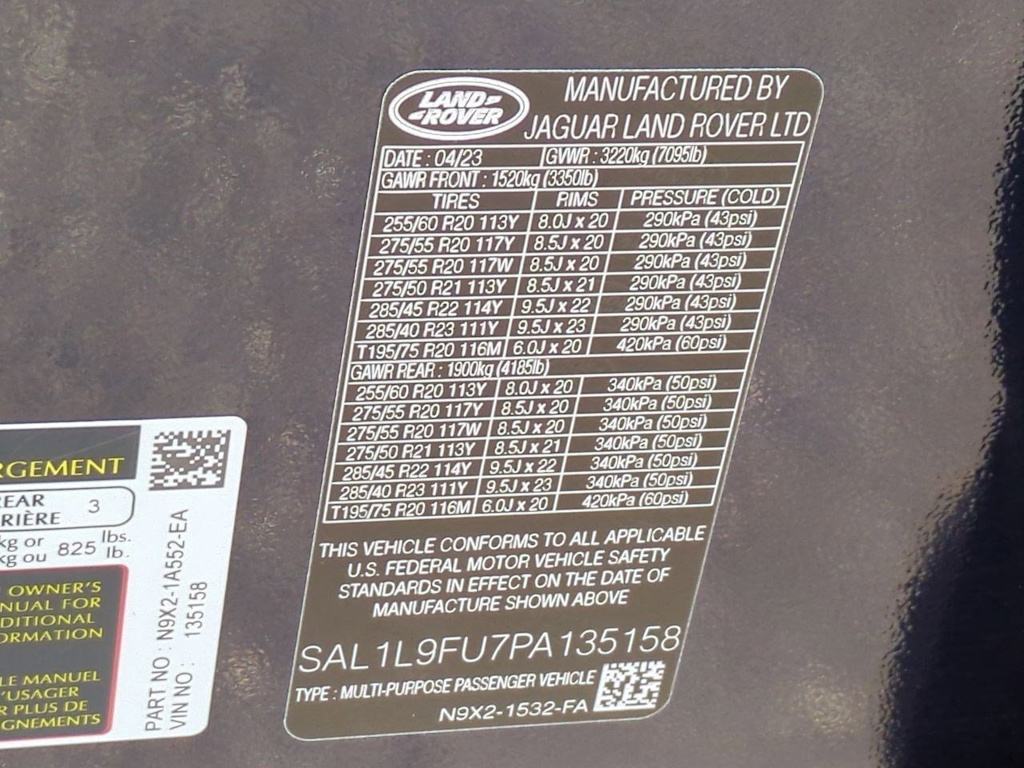 LAND ROVER
MANUFACTURED BY
JAGUAR LAND ROVER LTD
DATE : 04/23 GVWR : 3220kg (7095lb)
GAWR FRONT : 1520kg (3350lb)
TIRES RIMS PRESSURE (COLD)
255/60 R20 113Y 8.0J x 20 290kPa (43psi)
275/55 R20 117Y 8.5J x 20 290kPa (43psi)
275/55 R20 117W 8.5J x 20 290kPa (43psi)
275/50 R21 113Y 8.5J x 21 290kPa (43psi)
285/45 R22 114Y 9.5J x 22 290kPa (43psi)
285/40 R23 111Y 9.5J x 23 290kPa (43psi)
T195/75 R20 116M 6.0J x 20 420kPa (60psi)
GAWR REAR : 1900kg (4185lb)
255/60 R20 113Y 8.0J x 20 340kPa (50psi)
275/55 R20 117Y 8.5J x 20 340kPa (50psi)
275/55 R20 117W 8.5J x 20 340kPa (50psi)
275/50 R21 113Y 8.5J x 21 340kPa (50psi)
285/45 R22 114Y 9.5J x 22 340kPa (50psi)
285/40 R23 111Y 9.5J x 23 340kPa (50psi)
T195/75 R20 116M 6.0J x 20 420kPa (60psi)
THIS VEHICLE CONFORMS TO ALL APPLICABLE
U.S. FEDERAL MOTOR VEHICLE SAFETY
STANDARDS IN EFFECT ON THE DATE OF
MANUFACTURE SHOWN ABOVE
SAL1L9FU7PA135158
TYPE : MULTI-PURPOSE PASSENGER VEHICLE
N9X2-1532-FA
RGEMENT
EAR
RIÈRE 3
kg or lbs.
kg ou 825 lb.
OWNER'S
NUAL FOR
DITIONAL
ORMATION
LE MANUEL
'USAGER
R PLUS DE
GNEMENTS
PART NO : N9X2-1A552-EA
VIN NO : 135158